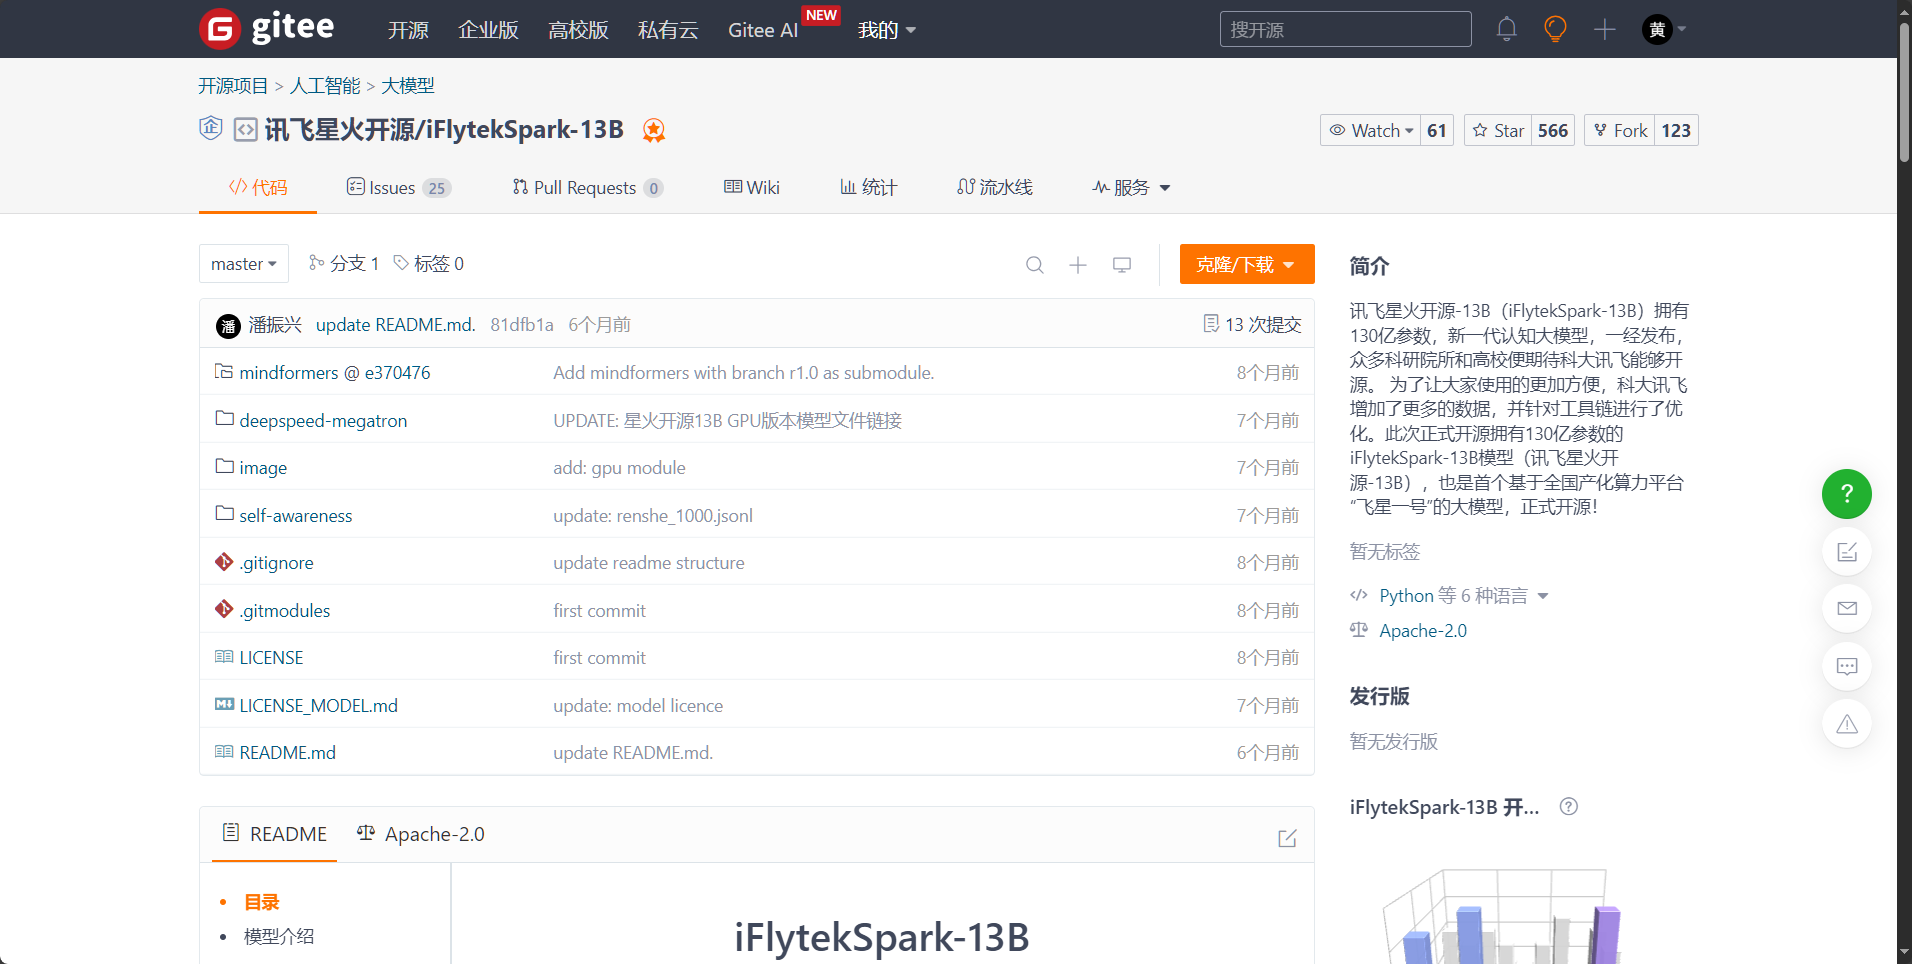 gitee 开源 企业版 高校版 私有云 Gitee AI NEW 我的 搜开源 黄
开源项目 > 人工智能 > 大模型
企 讯飞星火开源/iFlytekSpark-13B
Watch 61 Star 566 Fork 123
代码 Issues 25 Pull Requests 0 Wiki 统计 流水线 服务
master 分支 1 标签 0 克隆/下载
潘 潘振兴 update README.md. 81dfb1a 6个月前 13 次提交
mindformers @ e370476 Add mindformers with branch r1.0 as submodule. 8个月前
deepspeed-megatron UPDATE: 星火开源13B GPU版本模型文件链接 7个月前
image add: gpu module 7个月前
self-awareness update: renshe_1000.jsonl 7个月前
.gitignore update readme structure 8个月前
.gitmodules first commit 8个月前
LICENSE first commit 8个月前
LICENSE_MODEL.md update: model licence 7个月前
README.md update README.md. 6个月前
README Apache-2.0
目录
模型介绍
iFlytekSpark-13B
简介
讯飞星火开源-13B（iFlytekSpark-13B）拥有
130亿参数，新一代认知大模型，一经发布，
众多科研院所和高校便期待科大讯飞能够开
源。 为了让大家使用的更加方便，科大讯飞
增加了更多的数据，并针对工具链进行了优
化。此次正式开源拥有130亿参数的
iFlytekSpark-13B模型（讯飞星火开
源-13B），也是首个基于全国产化算力平台
“飞星一号”的大模型，正式开源！
暂无标签
Python 等 6 种语言
Apache-2.0
发行版
暂无发行版
iFlytekSpark-13B 开...